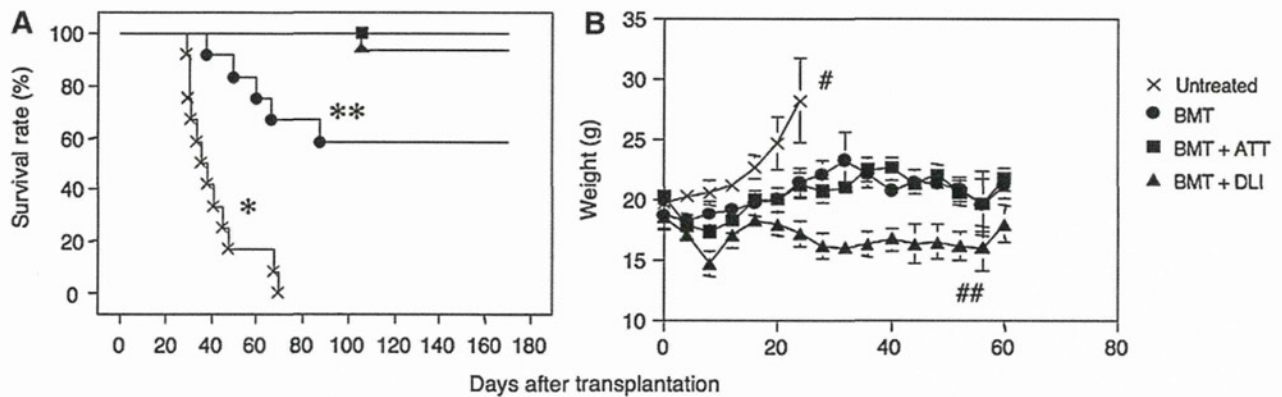 A
Survival rate (%)
100
80
60
40
20
0
**
*
0 20 40 60 80 100 120 140 160 180
B
Weight (g)
35
30
25
20
15
10
#
##
0 20 40 60 80
Days after transplantation
Untreated
BMT
BMT + ATT
BMT + DLI